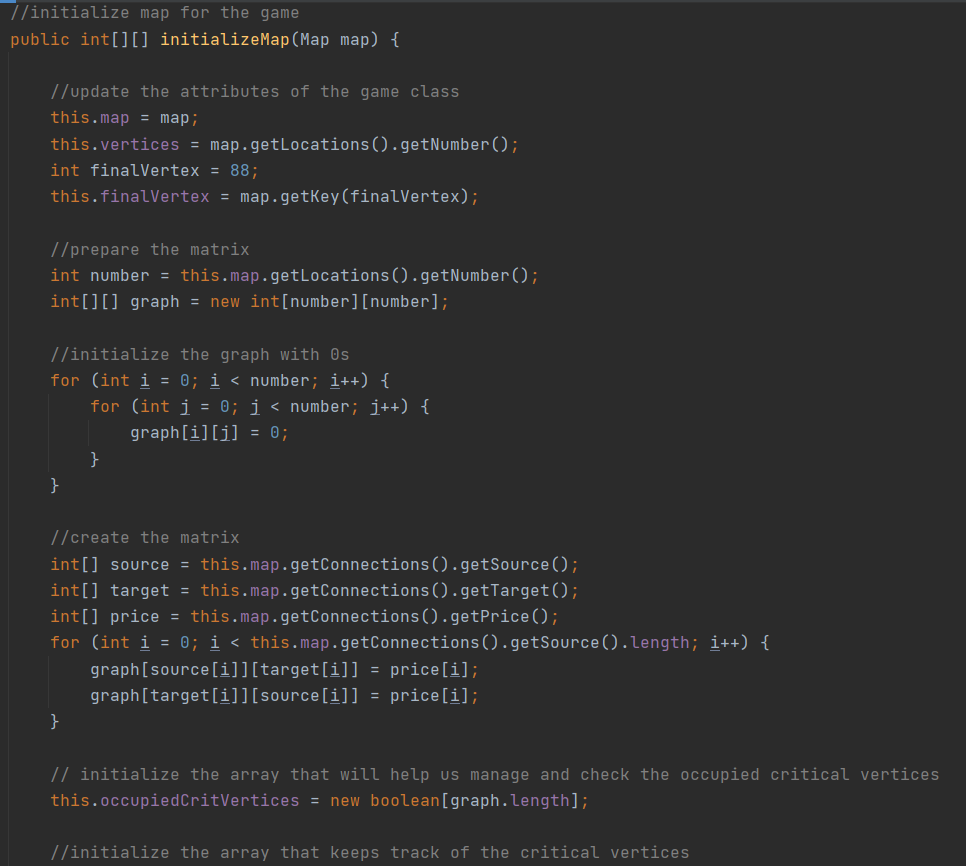 //initialize map for the game
public int[][] initializeMap(Map map) {
//update the attributes of the game class
this.map = map;
this.vertices = map.getLocations().getNumber();
int finalVertex = 88;
this.finalVertex = map.getKey(finalVertex);
//prepare the matrix
int number = this.map.getLocations().getNumber();
int[][] graph = new int[number][number];
//initialize the graph with 0s
for (int i = 0; i < number; i++) {
for (int j = 0; j < number; j++) {
graph[i][j] = 0;
}
}
//create the matrix
int[] source = this.map.getConnections().getSource();
int[] target = this.map.getConnections().getTarget();
int[] price = this.map.getConnections().getPrice();
for (int i = 0; i < this.map.getConnections().getSource().length; i++) {
graph[source[i]][target[i]] = price[i];
graph[target[i]][source[i]] = price[i];
}
// initialize the array that will help us manage and check the occupied critical vertices
this.occupiedCritVertices = new boolean[graph.length];
//initialize the array that keeps track of the critical vertices